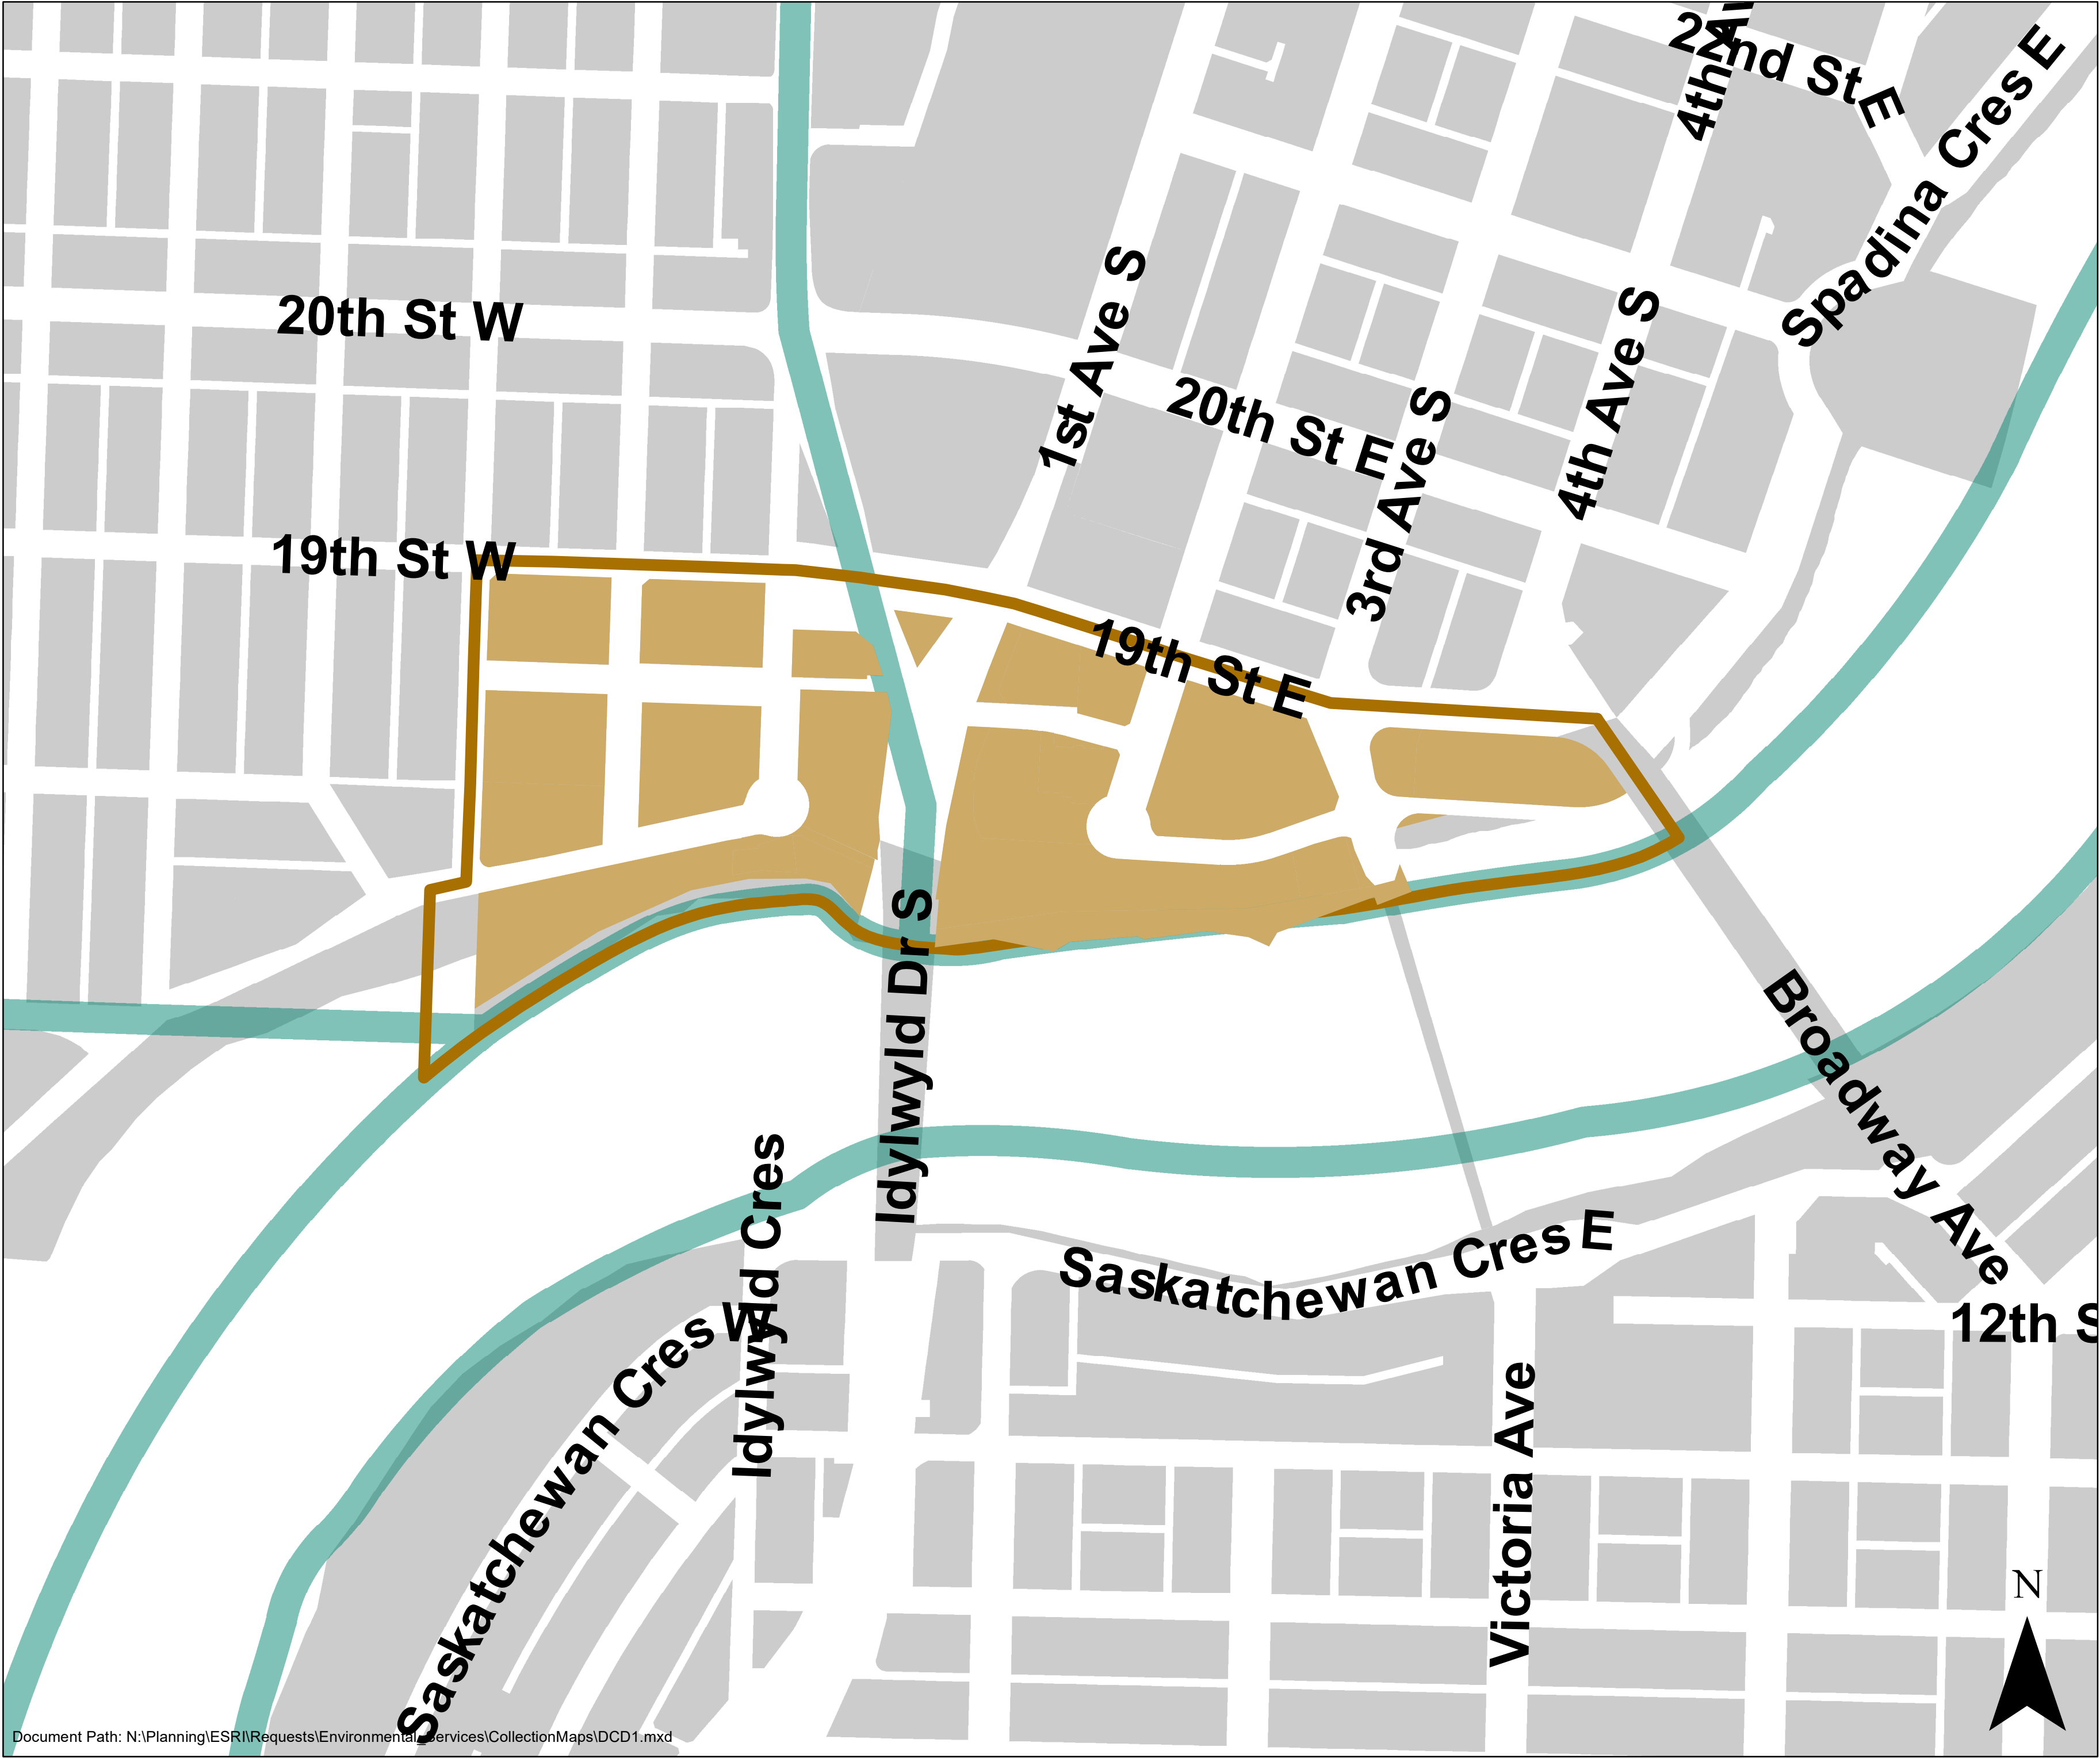 22nd St E
4th Av
Spadina Cres E
1st Ave S
20th St W
4th Ave S
20th St E
3rd Ave S
19th St W
19th St E
Idylwyld Dr S
Broadway Ave
Idylwyld Cres
Saskatchewan Cres E
Saskatchewan Cres W
12th S
Victoria Ave
N
Document Path: N:\Planning\ESRI\Requests\Environmental_Services\CollectionMaps\DCD1.mxd